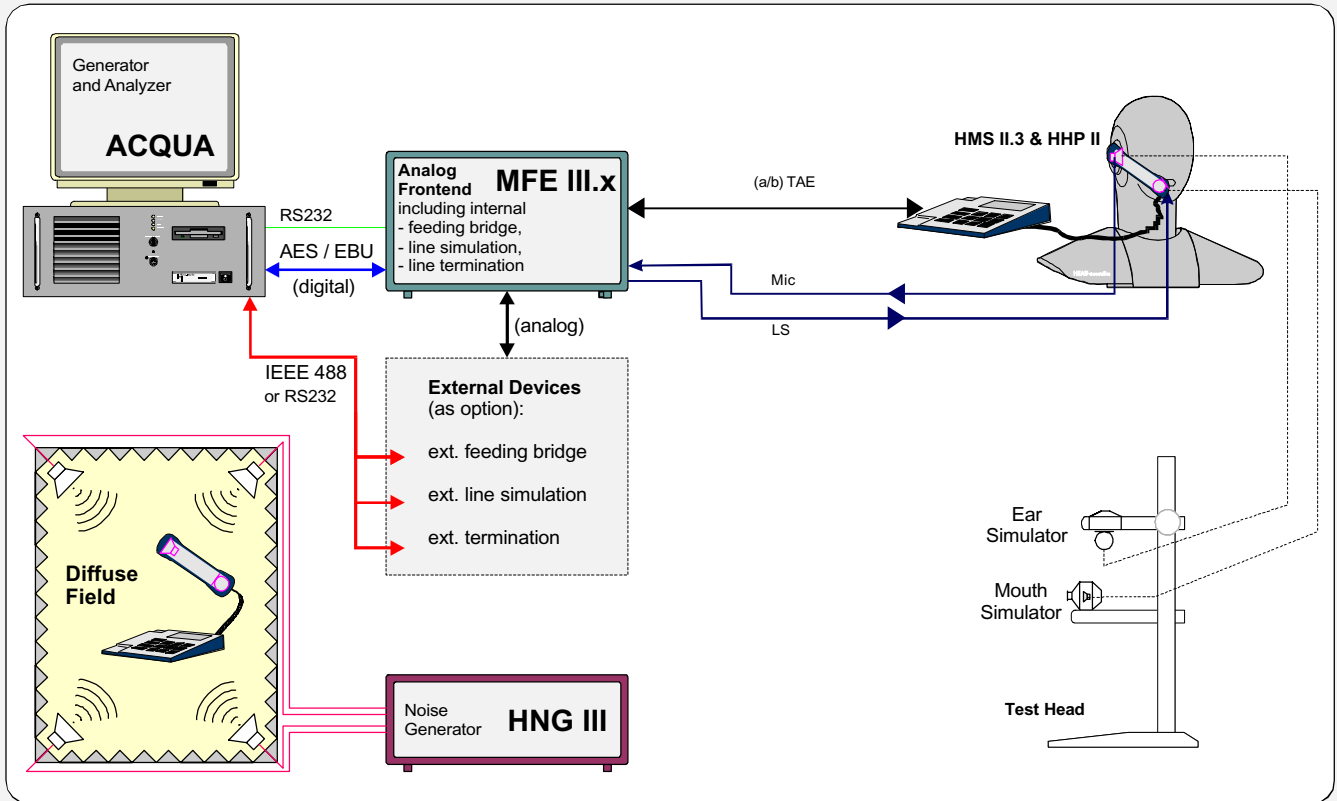 Generator
and Analyzer
ACQUA
RS232
AES / EBU
(digital)
Analog
Frontend
MFE III.x
including internal
- feeding bridge,
- line simulation,
- line termination
(a/b) TAE
HMS II.3 & HHP II
Mic
LS
(analog)
IEEE 488
or RS232
External Devices
(as option):
ext. feeding bridge
ext. line simulation
ext. termination
Diffuse
Field
Noise
Generator
HNG III
Ear
Simulator
Mouth
Simulator
Test Head